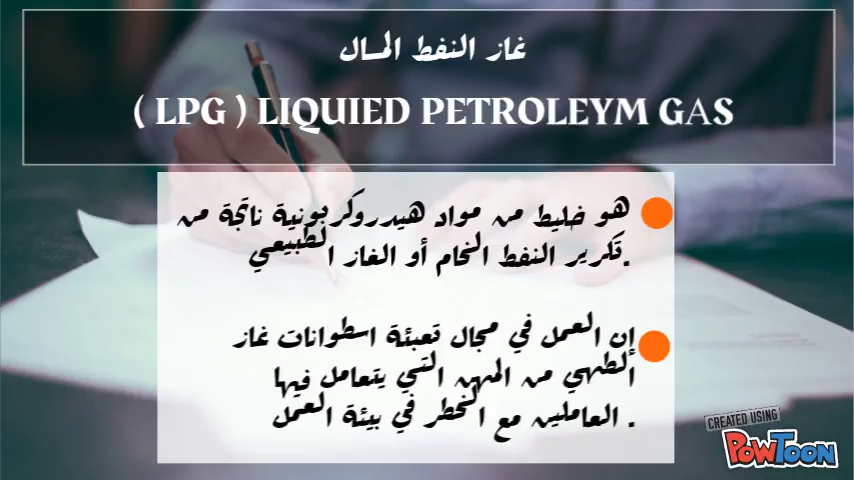 غاز النفط المسال
( LPG ) LIQUIED PETROLEYM GAS
هو خليط من مواد هيدروكربونية ناتجة من
تكرير النفط الخام أو الغاز الطبيعي.
إن العمل في مجال تعبئة اسطوانات غاز
الطهي من المهن التي يتعامل فيها
العاملين مع الخطر في بيئة العمل .
CREATED USING
POWTOON